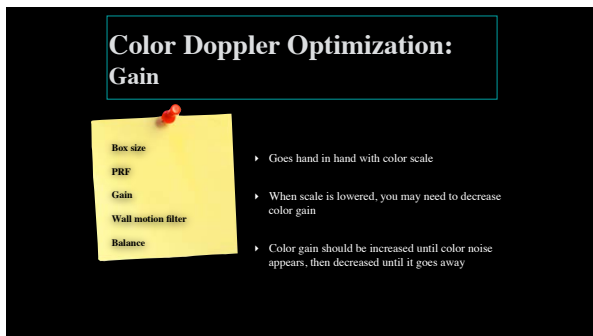 Color Doppler Optimization:
Gain
Box size
PRF
Gain
Wall motion filter
Balance
Goes hand in hand with color scale
When scale is lowered, you may need to decrease
color gain
Color gain should be increased until color noise
appears, then decreased until it goes away